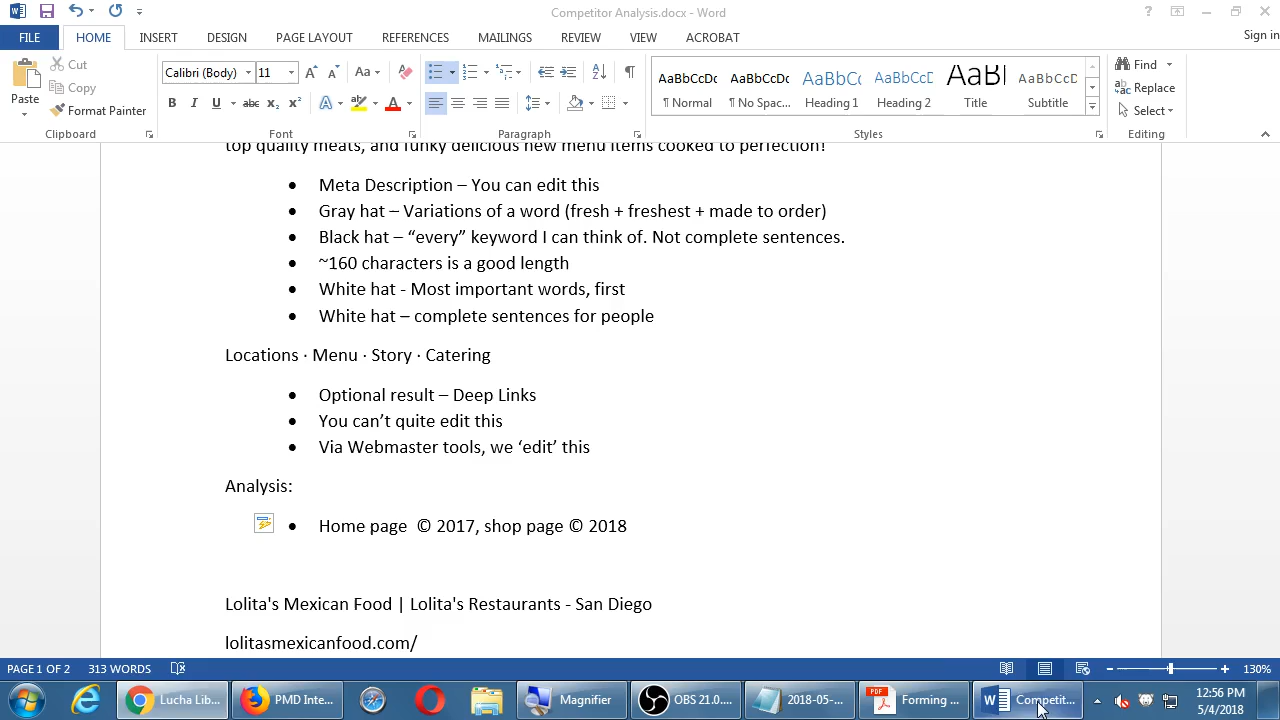 Competitor Analysis.docx - Word
FILE HOME INSERT DESIGN PAGE LAYOUT REFERENCES MAILINGS REVIEW VIEW ACROBAT Sign in
Paste
Cut
Copy
Format Painter
Clipboard
Calibri (Body) 11 Aa
B I U abc x₂ x² A ab A
Font
Paragraph
AaBbCcDc AaBbCcDc AaBbCc AaBbCcD AaBl AaBbCcD
¶ Normal ¶ No Spac... Heading 1 Heading 2 Title Subtitle
Styles
Find
Replace
Select
Editing
top quality meats, and funky delicious new menu items cooked to perfection!
• Meta Description – You can edit this
• Gray hat – Variations of a word (fresh + freshest + made to order)
• Black hat – “every” keyword I can think of. Not complete sentences.
• ~160 characters is a good length
• White hat - Most important words, first
• White hat – complete sentences for people
Locations · Menu · Story · Catering
• Optional result – Deep Links
• You can’t quite edit this
• Via Webmaster tools, we ‘edit’ this
Analysis:
• Home page © 2017, shop page © 2018
Lolita's Mexican Food | Lolita's Restaurants - San Diego
lolitasmexicanfood.com/
PAGE 1 OF 2 313 WORDS 130%
Lucha Lib... PMD Inte... Magnifier OBS 21.0.... 2018-05-... Forming ... Competit...
12:56 PM
5/4/2018